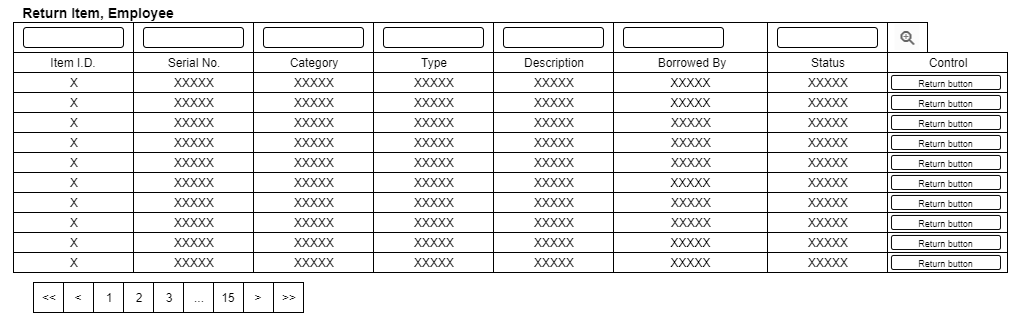 Return Item, Employee
Item I.D. Serial No. Category Type Description Borrowed By Status Control
X XXXXX XXXXX XXXXX XXXXX XXXXX XXXXX Return button
X XXXXX XXXXX XXXXX XXXXX XXXXX XXXXX Return button
X XXXXX XXXXX XXXXX XXXXX XXXXX XXXXX Return button
X XXXXX XXXXX XXXXX XXXXX XXXXX XXXXX Return button
X XXXXX XXXXX XXXXX XXXXX XXXXX XXXXX Return button
X XXXXX XXXXX XXXXX XXXXX XXXXX XXXXX Return button
X XXXXX XXXXX XXXXX XXXXX XXXXX XXXXX Return button
X XXXXX XXXXX XXXXX XXXXX XXXXX XXXXX Return button
X XXXXX XXXXX XXXXX XXXXX XXXXX XXXXX Return button
X XXXXX XXXXX XXXXX XXXXX XXXXX XXXXX Return button
<< < 1 2 3 ... 15 > >>